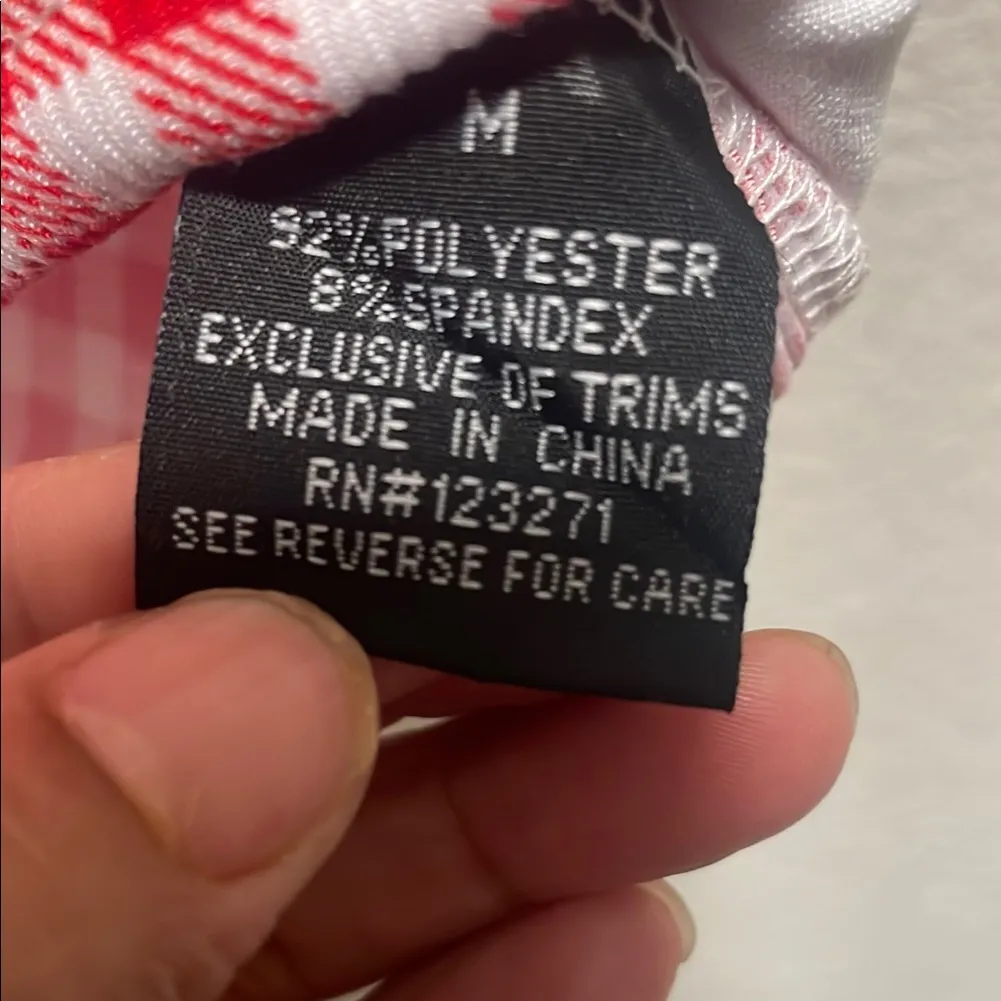 M
92%POLYESTER
8%SPANDEX
EXCLUSIVE OF TRIMS
MADE IN CHINA
RN#123271
SEE REVERSE FOR CARE